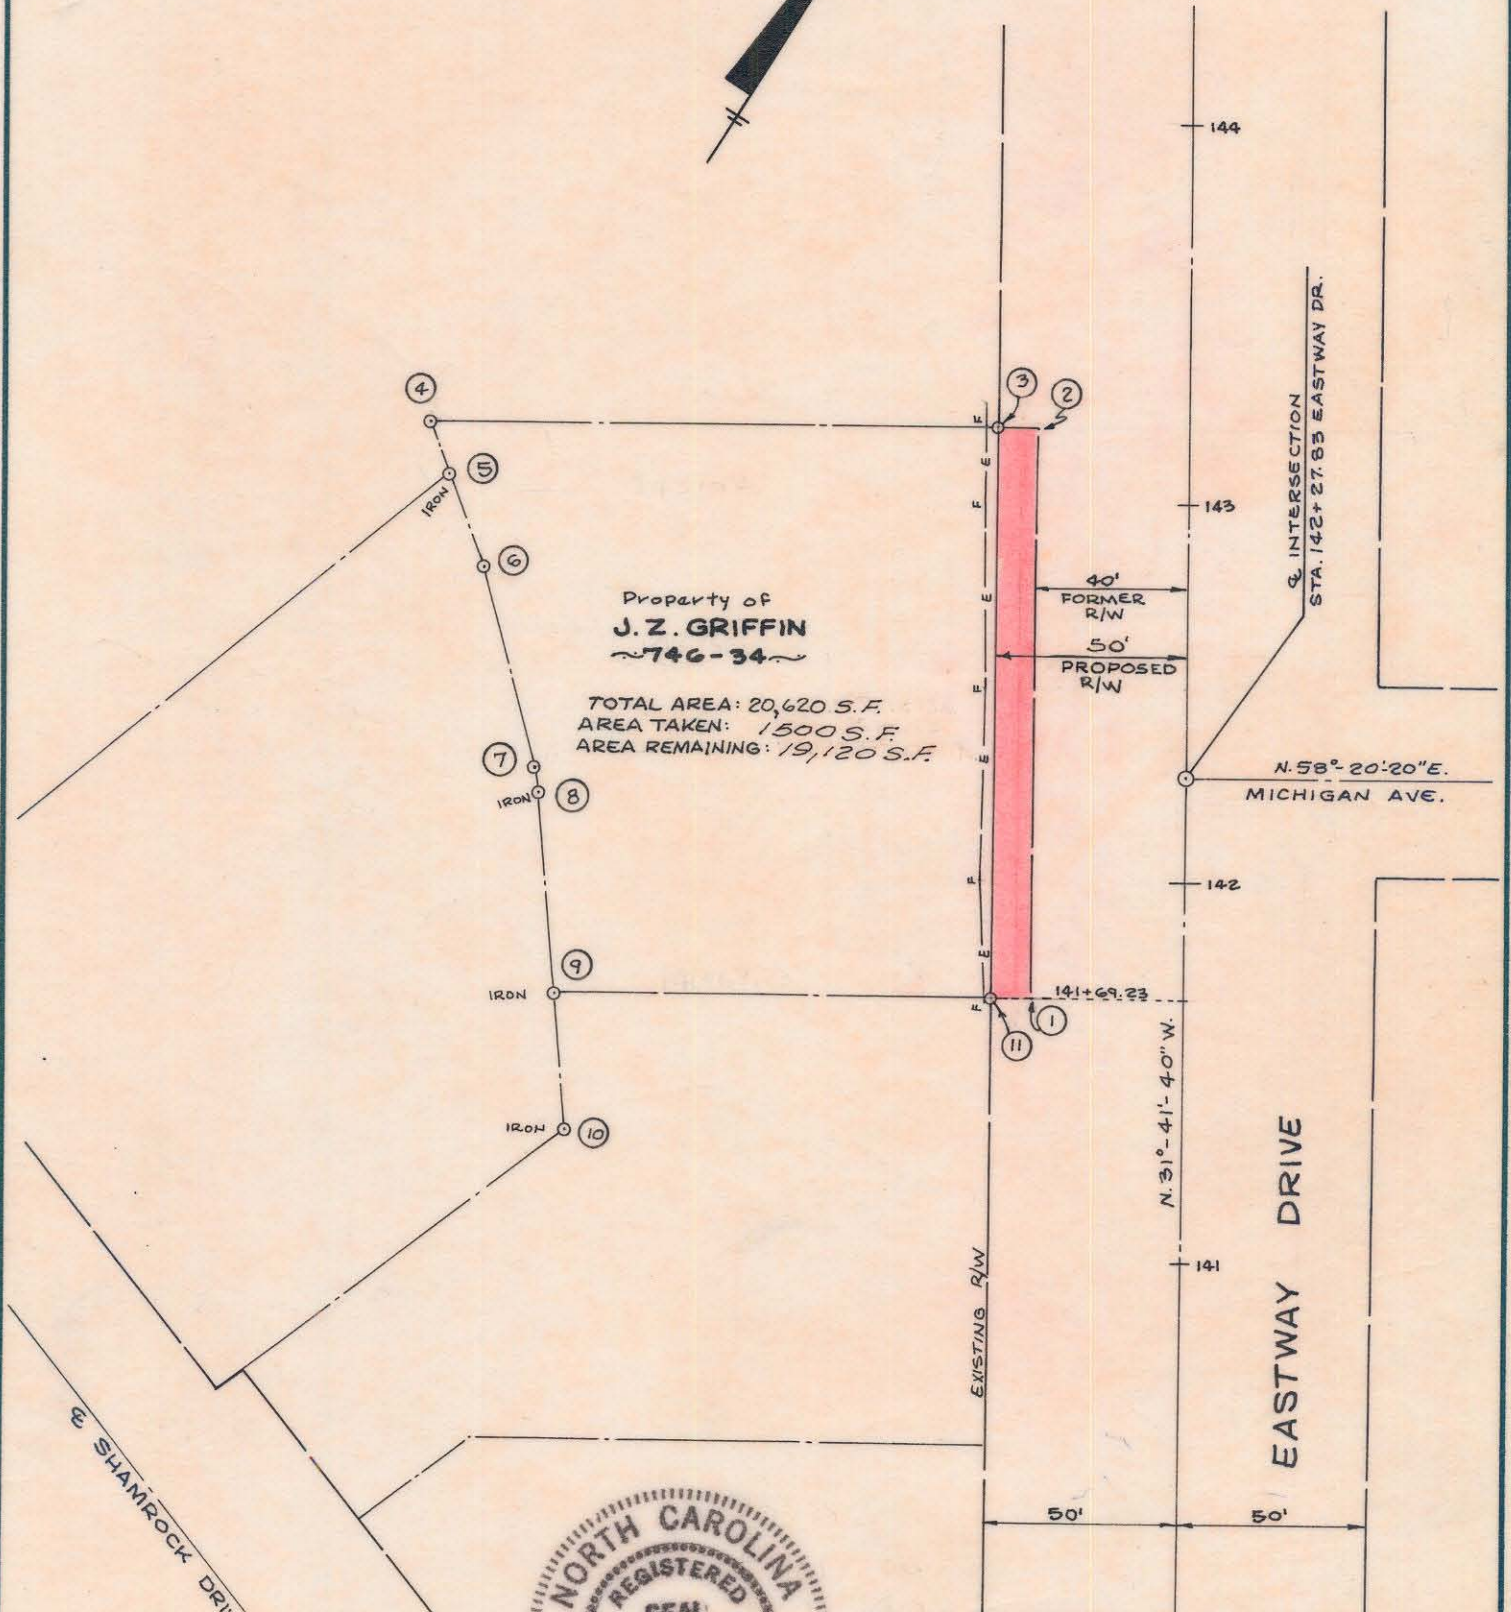 144
℄ INTERSECTION
STA. 142+27.83 EASTWAY DR.
4
3
2
F
5
IRON
E
F
143
6
40'
FORMER
R/W
E
Property of
J. Z. GRIFFIN
~746-34~
50'
PROPOSED
R/W
F
TOTAL AREA: 20,620 S.F.
AREA TAKEN: 1500 S.F.
AREA REMAINING: 19,120 S.F.
7
E
N. 58°-20'-20"E.
MICHIGAN AVE.
IRON
8
F
142
9
E
IRON
141+69.23
F
1
11
N. 31°-41'-40" W.
IRON
10
EASTWAY DRIVE
141
EXISTING R/W
℄ SHAMROCK
50'
50'
NORTH CAROLINA
REGISTERED
SEAL